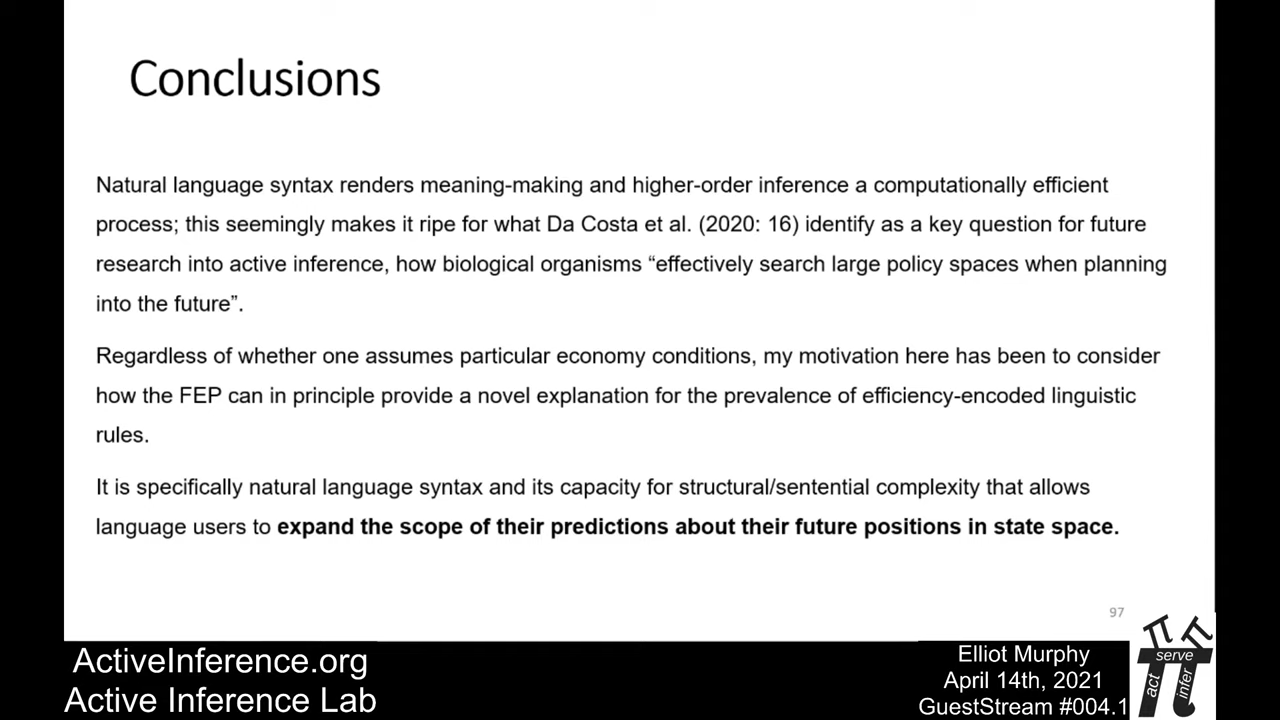 Conclusions
Natural language syntax renders meaning-making and higher-order inference a computationally efficient
process; this seemingly makes it ripe for what Da Costa et al. (2020: 16) identify as a key question for future
research into active inference, how biological organisms “effectively search large policy spaces when planning
into the future”.
Regardless of whether one assumes particular economy conditions, my motivation here has been to consider
how the FEP can in principle provide a novel explanation for the prevalence of efficiency-encoded linguistic
rules.
It is specifically natural language syntax and its capacity for structural/sentential complexity that allows
language users to expand the scope of their predictions about their future positions in state space.
97
ActiveInference.org
Active Inference Lab
Elliot Murphy
April 14th, 2021
GuestStream #004.1
π π
serve
act
infer